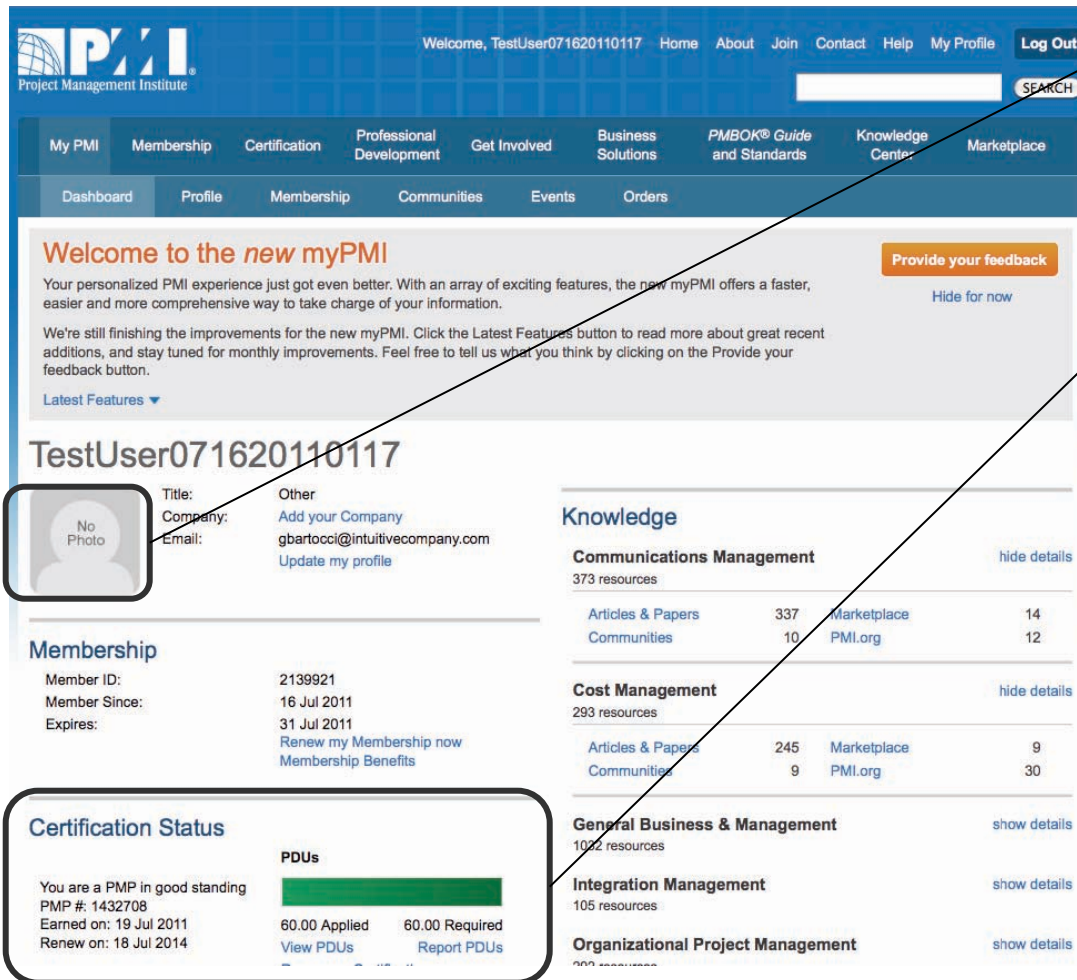 PMI
Project Management Institute
Welcome, TestUser071620110117 Home About Join Contact Help My Profile Log Out
SEARCH
My PMI Membership Certification Professional Development Get Involved Business Solutions PMBOK® Guide and Standards Knowledge Center Marketplace
Dashboard Profile Membership Communities Events Orders
Welcome to the new myPMI
Your personalized PMI experience just got even better. With an array of exciting features, the new myPMI offers a faster,
easier and more comprehensive way to take charge of your information.
We're still finishing the improvements for the new myPMI. Click the Latest Features button to read more about great recent
additions, and stay tuned for monthly improvements. Feel free to tell us what you think by clicking on the Provide your
feedback button.
Latest Features
Provide your feedback
Hide for now
TestUser071620110117
No
Photo
Title: Other
Company: Add your Company
Email: gbartocci@intuitivecompany.com
Update my profile
Membership
Member ID: 2139921
Member Since: 16 Jul 2011
Expires: 31 Jul 2011
Renew my Membership now
Membership Benefits
Certification Status
PDUs
You are a PMP in good standing
PMP #: 1432708
Earned on: 19 Jul 2011
Renew on: 18 Jul 2014
60.00 Applied 60.00 Required
View PDUs Report PDUs
Knowledge
Communications Management hide details
373 resources
Articles & Papers 337 Marketplace 14
Communities 10 PMI.org 12
Cost Management hide details
293 resources
Articles & Papers 245 Marketplace 9
Communities 9 PMI.org 30
General Business & Management show details
1032 resources
Integration Management show details
105 resources
Organizational Project Management show details